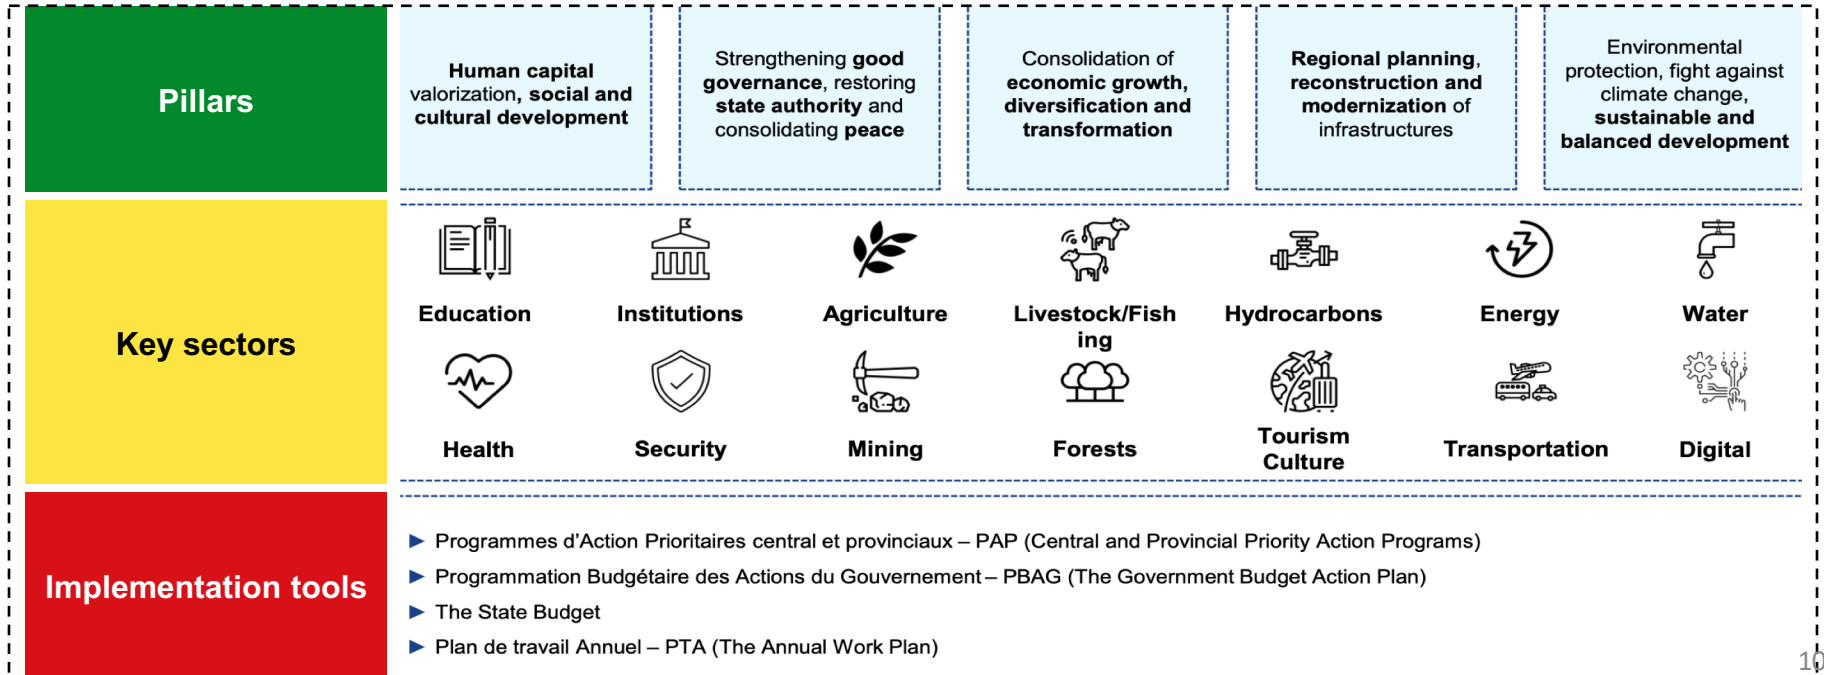 Pillars
Human capital
valorization, social and
cultural development
Strengthening good
governance, restoring
state authority and
consolidating peace
Consolidation of
economic growth,
diversification and
transformation
Regional planning,
reconstruction and
modernization of
infrastructures
Environmental
protection, fight against
climate change,
sustainable and
balanced development
Key sectors
Education
Institutions
Agriculture
Livestock/Fish
ing
Hydrocarbons
Energy
Water
Health
Security
Mining
Forests
Tourism
Culture
Transportation
Digital
Implementation tools
► Programmes d’Action Prioritaires central et provinciaux – PAP (Central and Provincial Priority Action Programs)
► Programmation Budgétaire des Actions du Gouvernement – PBAG (The Government Budget Action Plan)
► The State Budget
► Plan de travail Annuel – PTA (The Annual Work Plan)
10